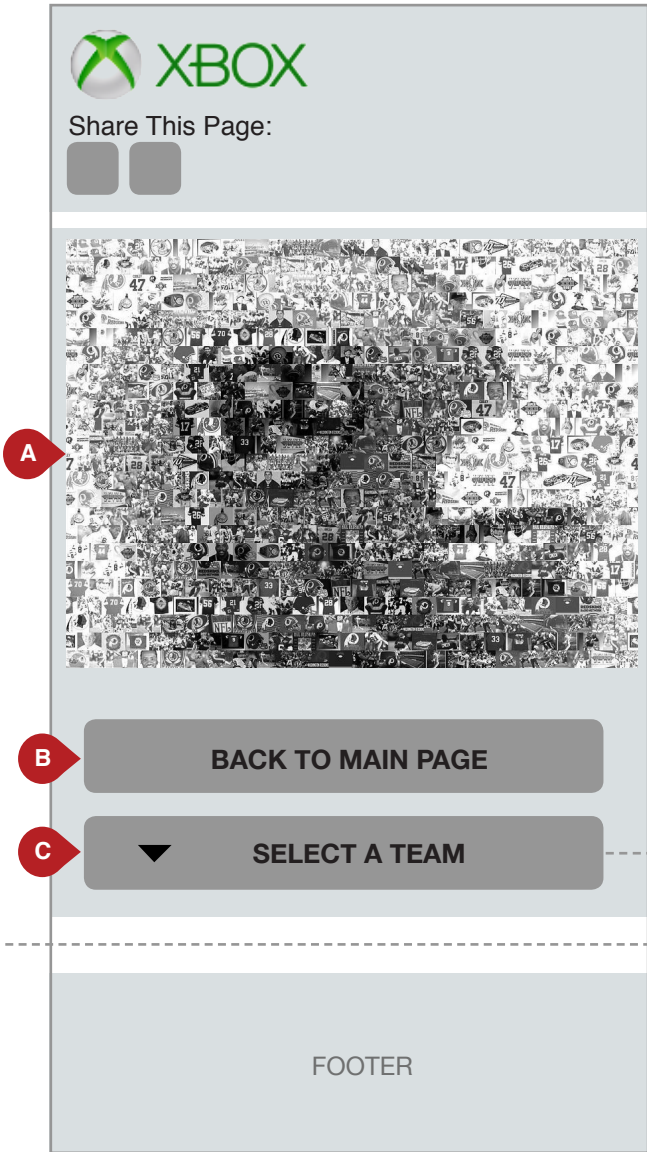 XBOX
Share This Page:
A
B
BACK TO MAIN PAGE
C
SELECT A TEAM
FOOTER